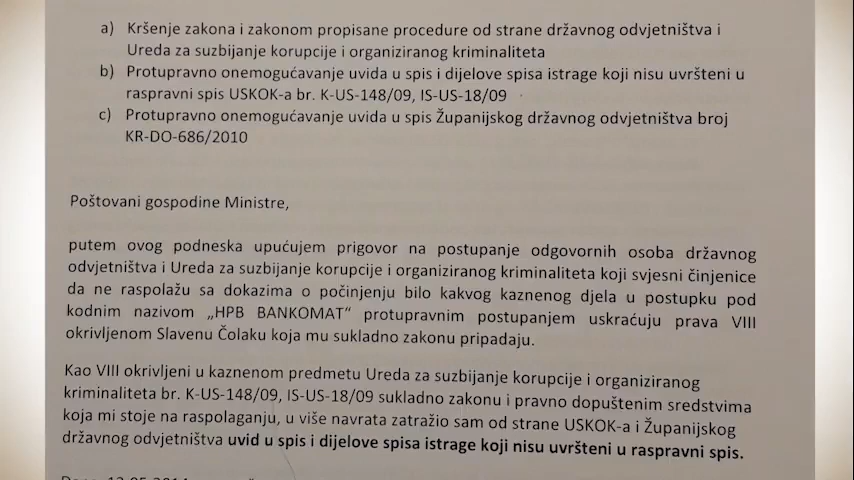 a) Kršenje zakona i zakonom propisane procedure od strane državnog odvjetništva i
Ureda za suzbijanje korupcije i organiziranog kriminaliteta
b) Protupravno onemogućavanje uvida u spis i dijelove spisa istrage koji nisu uvršteni u
raspravni spis USKOK-a br. K-US-148/09, IS-US-18/09
c) Protupravno onemogućavanje uvida u spis Županijskog državnog odvjetništva broj
KR-DO-686/2010
Poštovani gospodine Ministre,
putem ovog podneska upućujem prigovor na postupanje odgovornih osoba državnog
odvjetništva i Ureda za suzbijanje korupcije i organiziranog kriminaliteta koji svjesni činjenice
da ne raspolažu sa dokazima o počinjenju bilo kakvog kaznenog djela u postupku pod
kodnim nazivom „HPB BANKOMAT“ protupravnim postupanjem uskraćuju prava VIII
okrivljenom Slavenu Čolaku koja mu sukladno zakonu pripadaju.
Kao VIII okrivljeni u kaznenom predmetu Ureda za suzbijanje korupcije i organiziranog
kriminaliteta br. K-US-148/09, IS-US-18/09 sukladno zakonu i pravno dopuštenim sredstvima
koja mi stoje na raspolaganju, u više navrata zatražio sam od strane USKOK-a i Županijskog
državnog odvjetništva uvid u spis i dijelove spisa istrage koji nisu uvršteni u raspravni spis.